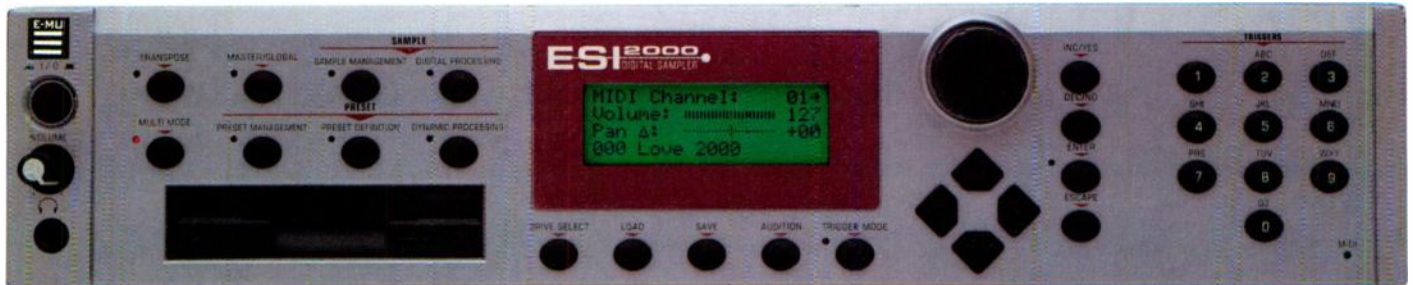 E-MU
I/O
VOLUME
TRANSPOSE
MASTER/GLOBAL
SAMPLE
SAMPLE MANAGEMENT
DIGITAL PROCESSING
MULTI MODE
PRESET
PRESET MANAGEMENT
PRESET DEFINITION
DYNAMIC PROCESSING
ESI 2000
DIGITAL SAMPLER
MIDI Channel: 01
Volume: 127
Pan Δ: +00
000 Love 2000
DRIVE SELECT
LOAD
SAVE
AUDITION
TRIGGER MODE
INC/YES
DEC/NO
ENTER
ESCAPE
TRIGGERS
ABC
DEF
1
2
3
GHI
JKL
MNO
4
5
6
PRS
TUV
WXY
7
8
9
QZ
0
MIDI